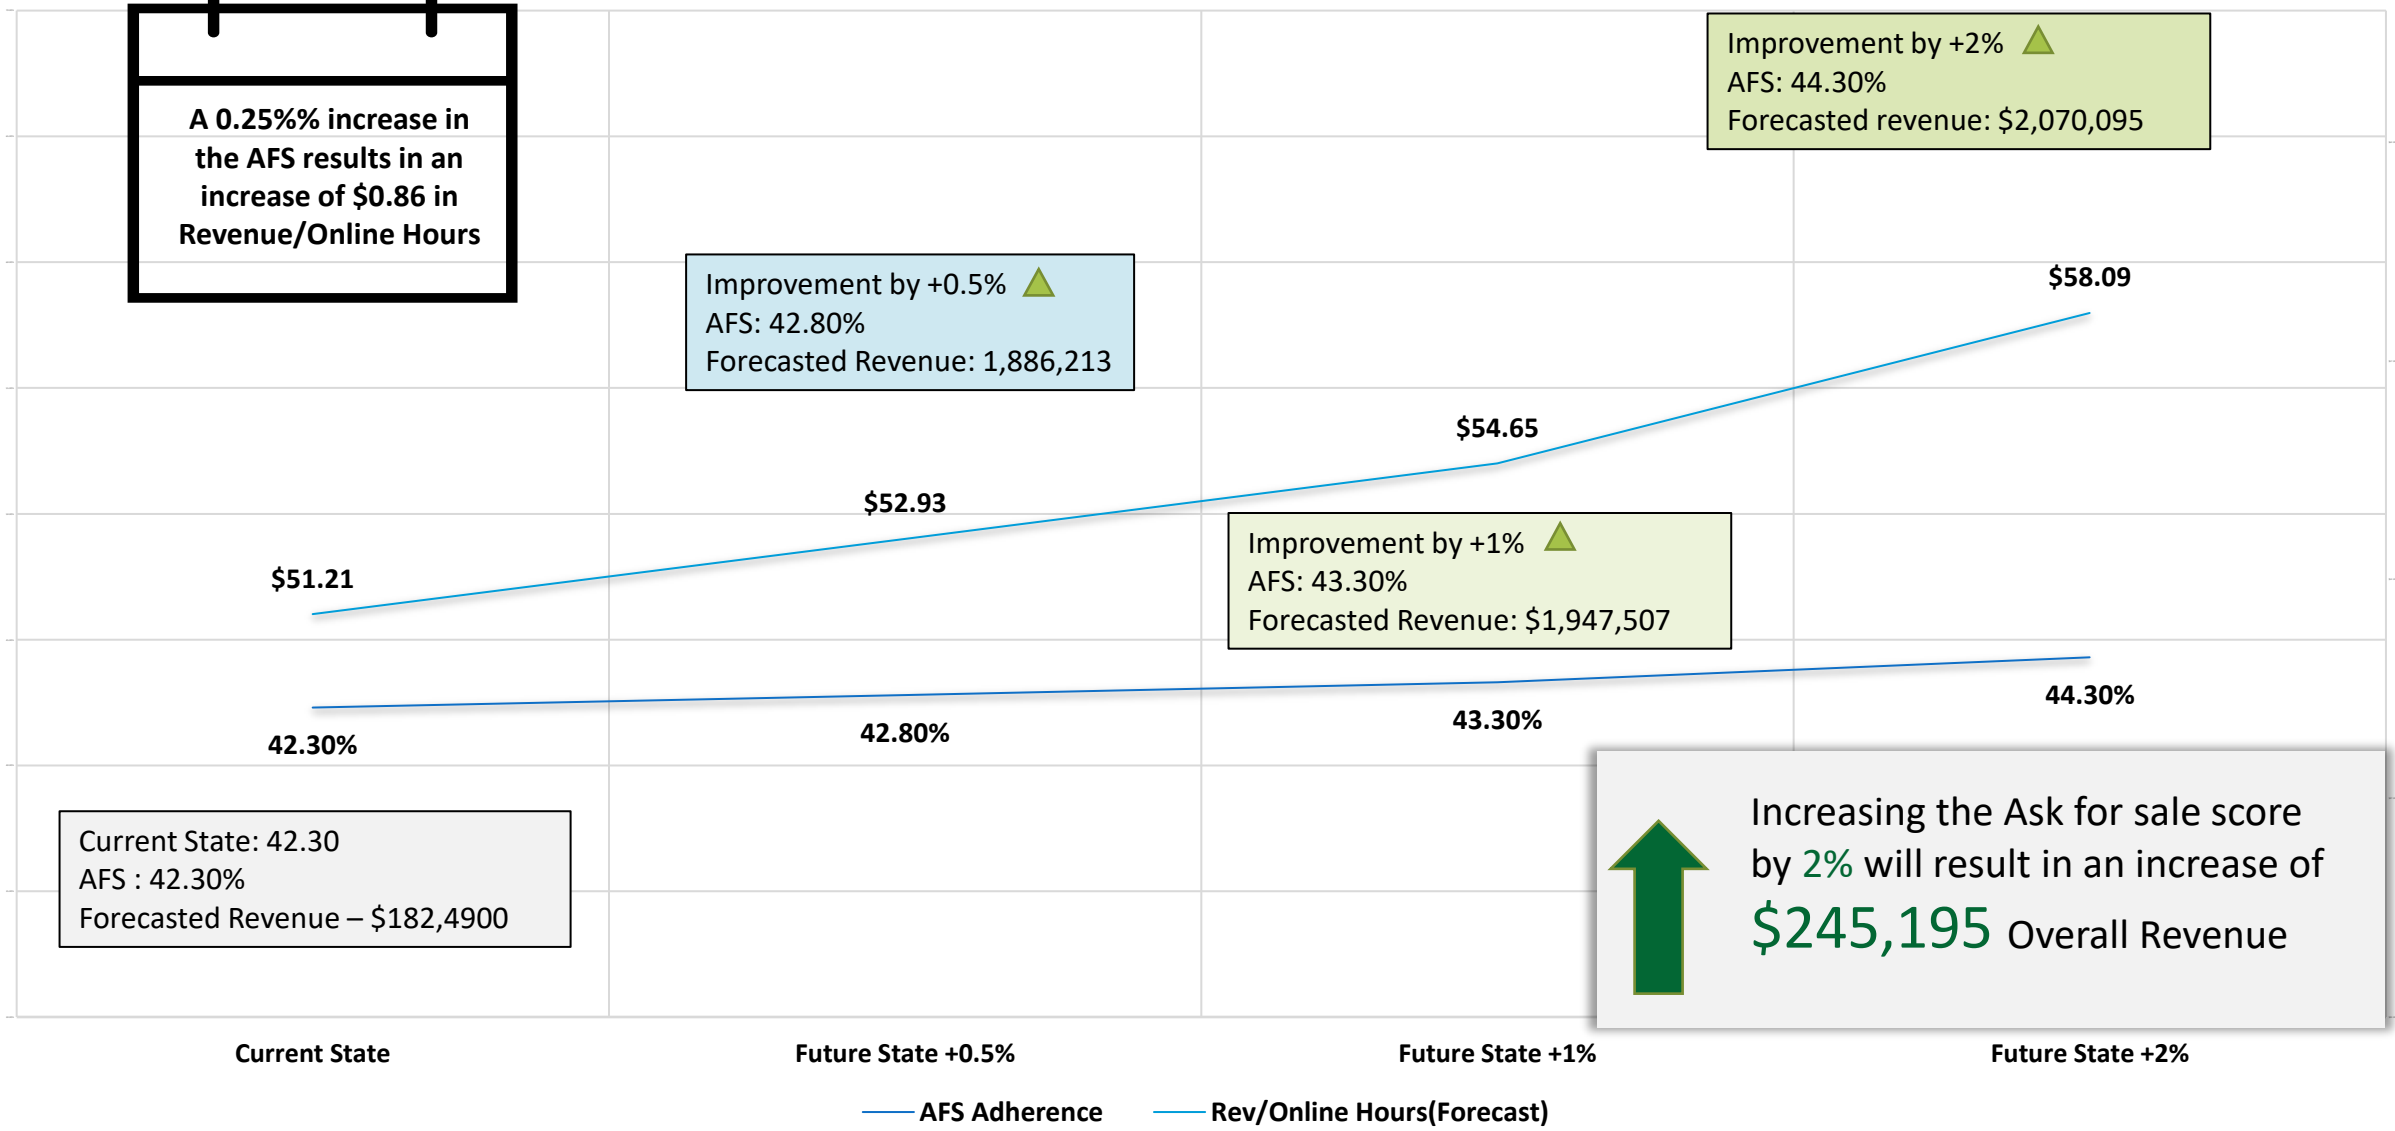 A 0.25%% increase in
the AFS results in an
increase of $0.86 in
Revenue/Online Hours
Improvement by +2%
AFS: 44.30%
Forecasted revenue: $2,070,095
Improvement by +0.5%
AFS: 42.80%
Forecasted Revenue: 1,886,213
$58.09
$54.65
$52.93
$51.21
Improvement by +1%
AFS: 43.30%
Forecasted Revenue: $1,947,507
42.30%
42.80%
43.30%
44.30%
Current State: 42.30
AFS : 42.30%
Forecasted Revenue – $182,4900
Increasing the Ask for sale score
by 2% will result in an increase of
$245,195 Overall Revenue
Current State
Future State +0.5%
Future State +1%
Future State +2%
AFS Adherence
Rev/Online Hours(Forecast)